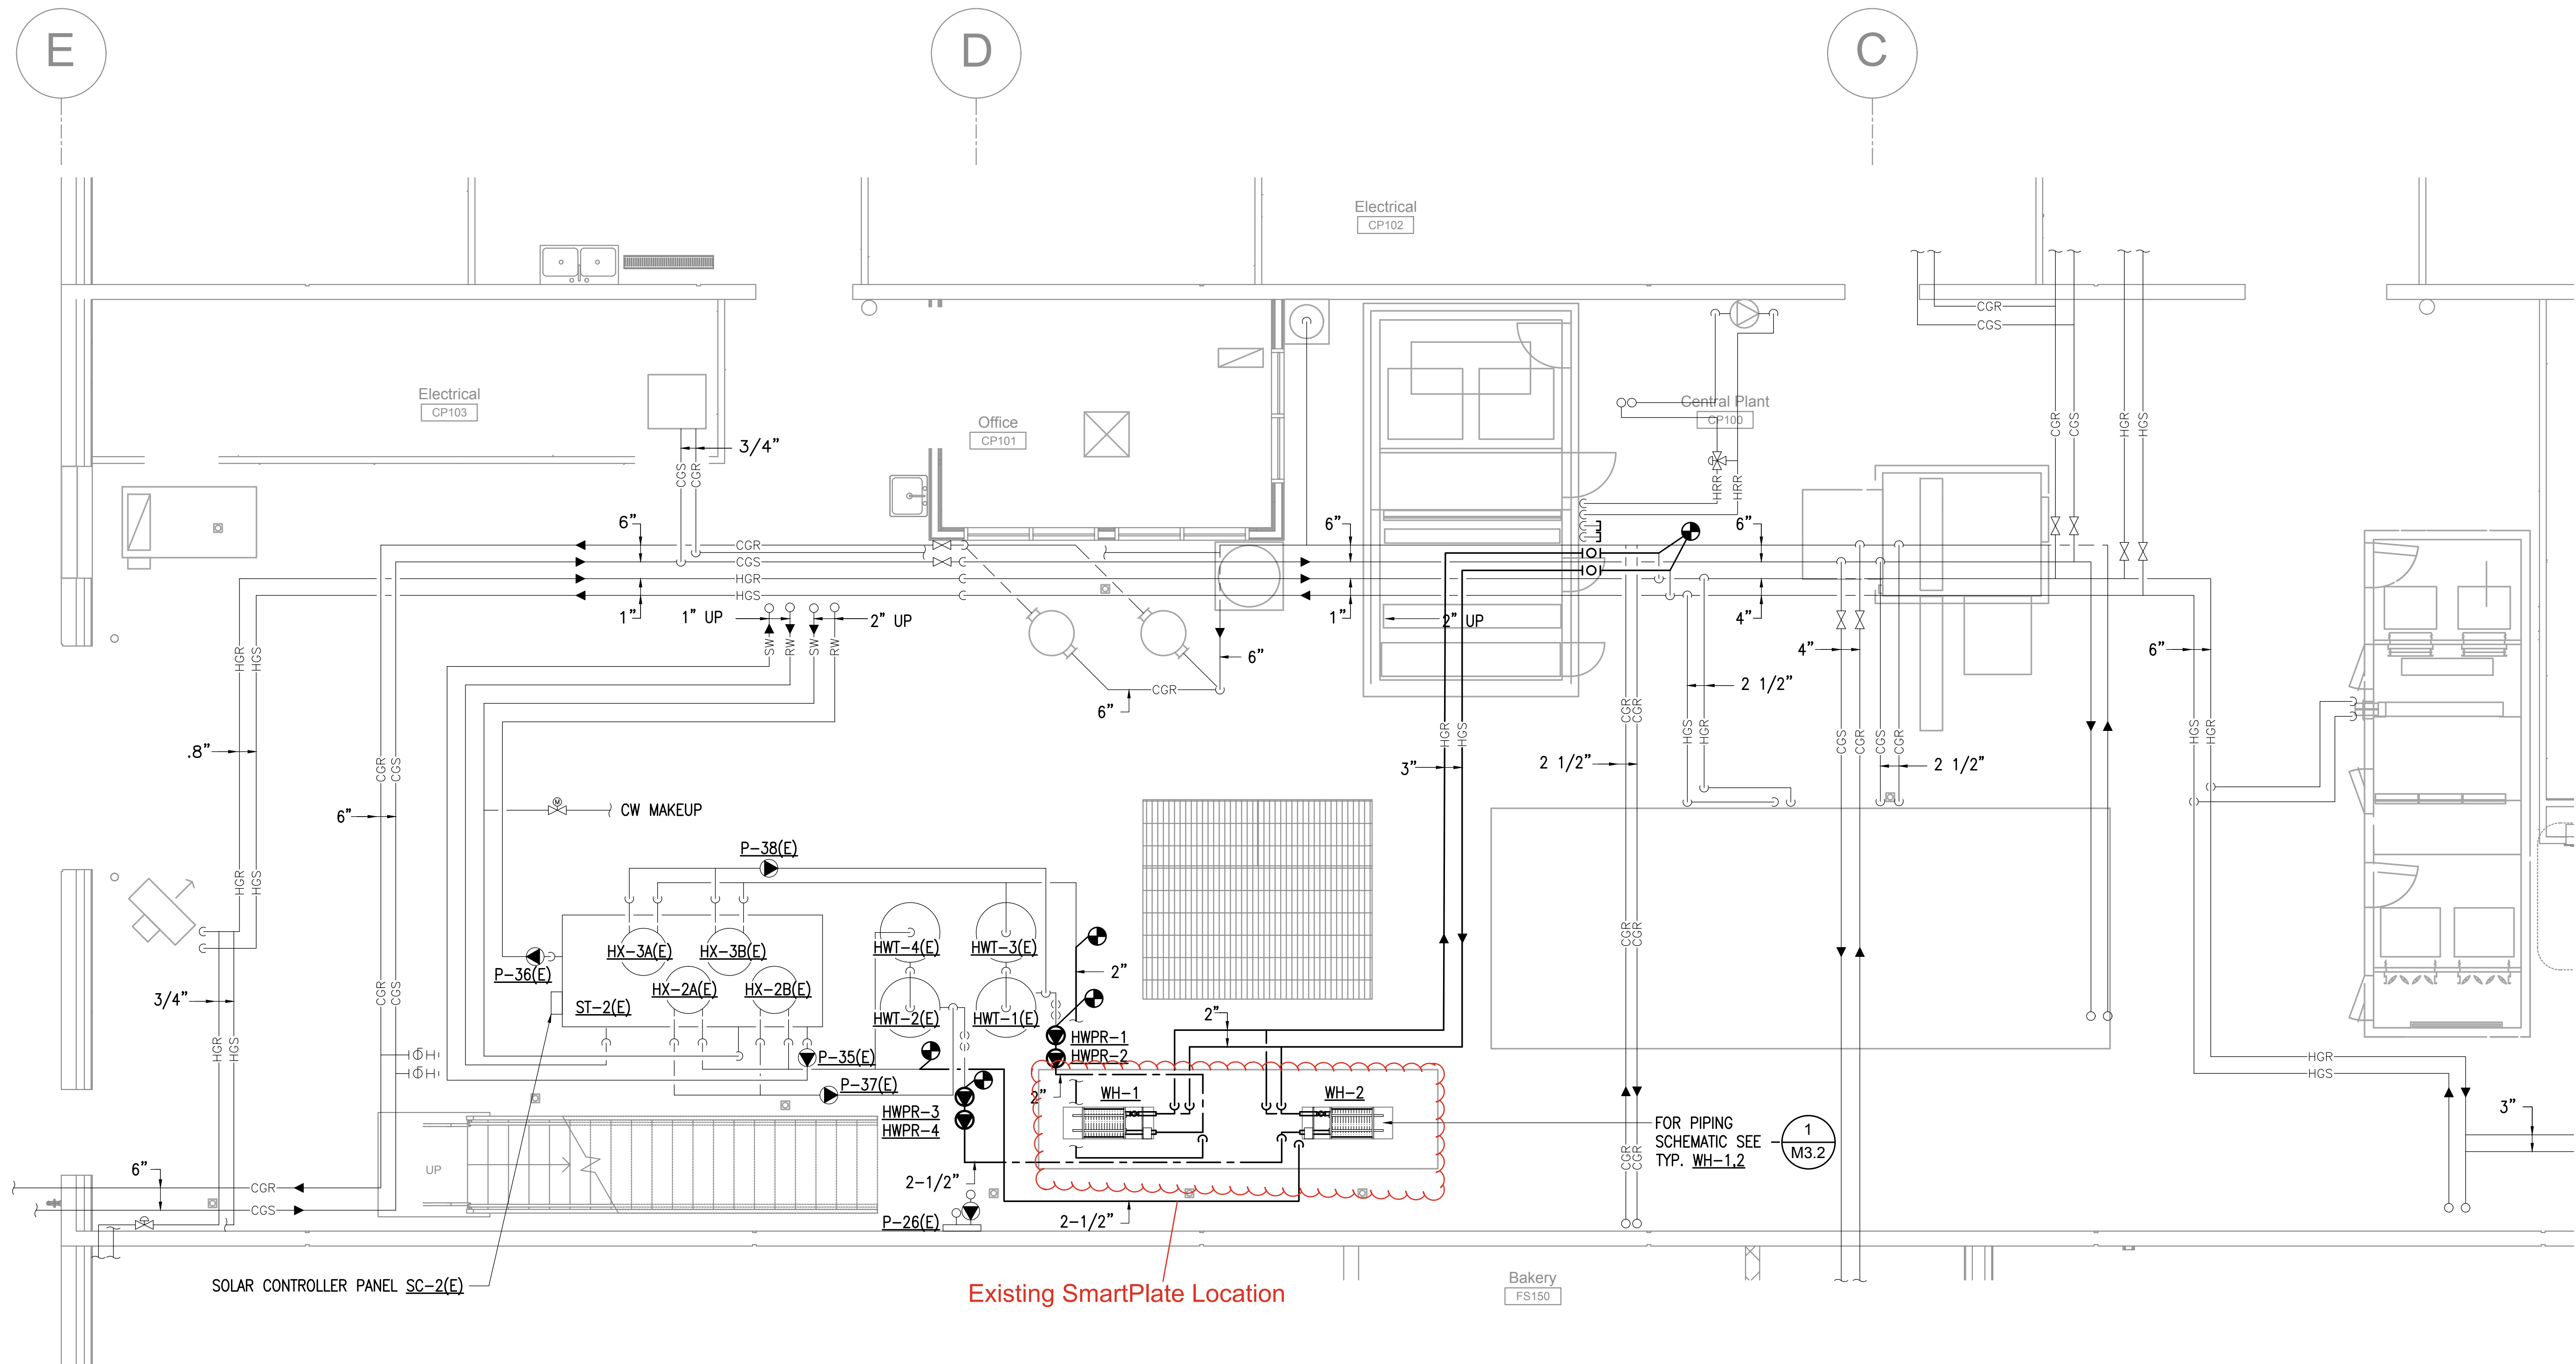 E
D
C
Electrical
CP102
CGR
CGS
Electrical
CP103
Office
CP101
Central Plant
CP100
3/4"
CGS
CGR
HRR
HRR
CGR
CGS
HGR
HGS
6"
CGR
CGS
HGR
HGS
1"
6"
1"
6"
4"
1" UP
2" UP
2" UP
SW
RW
SW
RW
HGR
HGS
6"
CGR
6"
4"
6"
2 1/2"
.8"
CGR
CGS
HGR
HGS
3"
CGR
CGR
2 1/2"
HGS
HGR
CGS
CGR
CGS
CGR
2 1/2"
HGS
HGR
6"
CW MAKEUP
M
P-38(E)
HGR
HGS
HX-3A(E)
HX-3B(E)
HWT-4(E)
HWT-3(E)
P-36(E)
2"
HX-2A(E)
HX-2B(E)
3/4"
CGR
CGS
ST-2(E)
HWT-2(E)
HWT-1(E)
2"
CGR
CGR
HGR
HGS
HWPR-1
HWPR-2
P-35(E)
HGR
HGS
P-37(E)
2"
WH-1
WH-2
HWPR-3
HWPR-4
FOR PIPING
SCHEMATIC SEE
TYP. WH-1,2
1
M3.2
3"
UP
6"
CGR
CGS
2-1/2"
CGR
CGR
P-26(E)
2-1/2"
SOLAR CONTROLLER PANEL SC-2(E)
Existing SmartPlate Location
Bakery
FS150